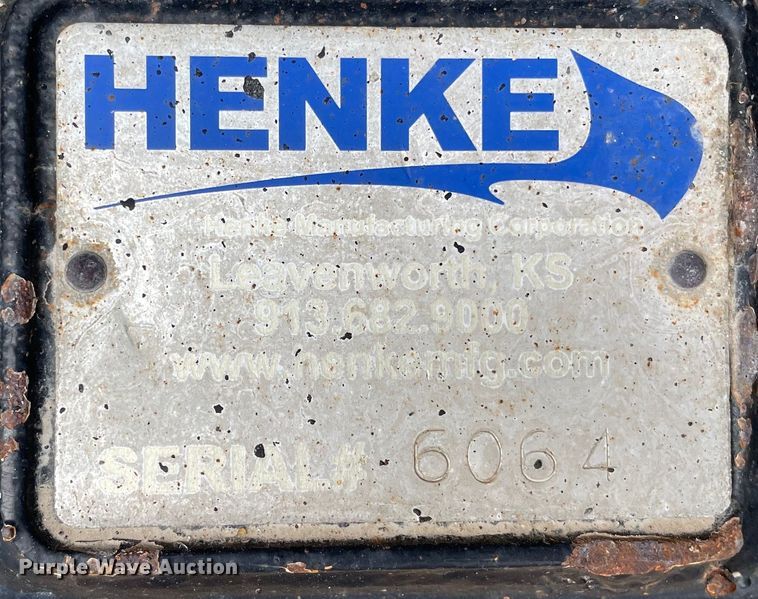 HENKE
Henke Manufacturing Corporation
Leavenworth, KS
913.682.9000
www.henkemfg.com
SERIAL# 6064
Purple Wave Auction